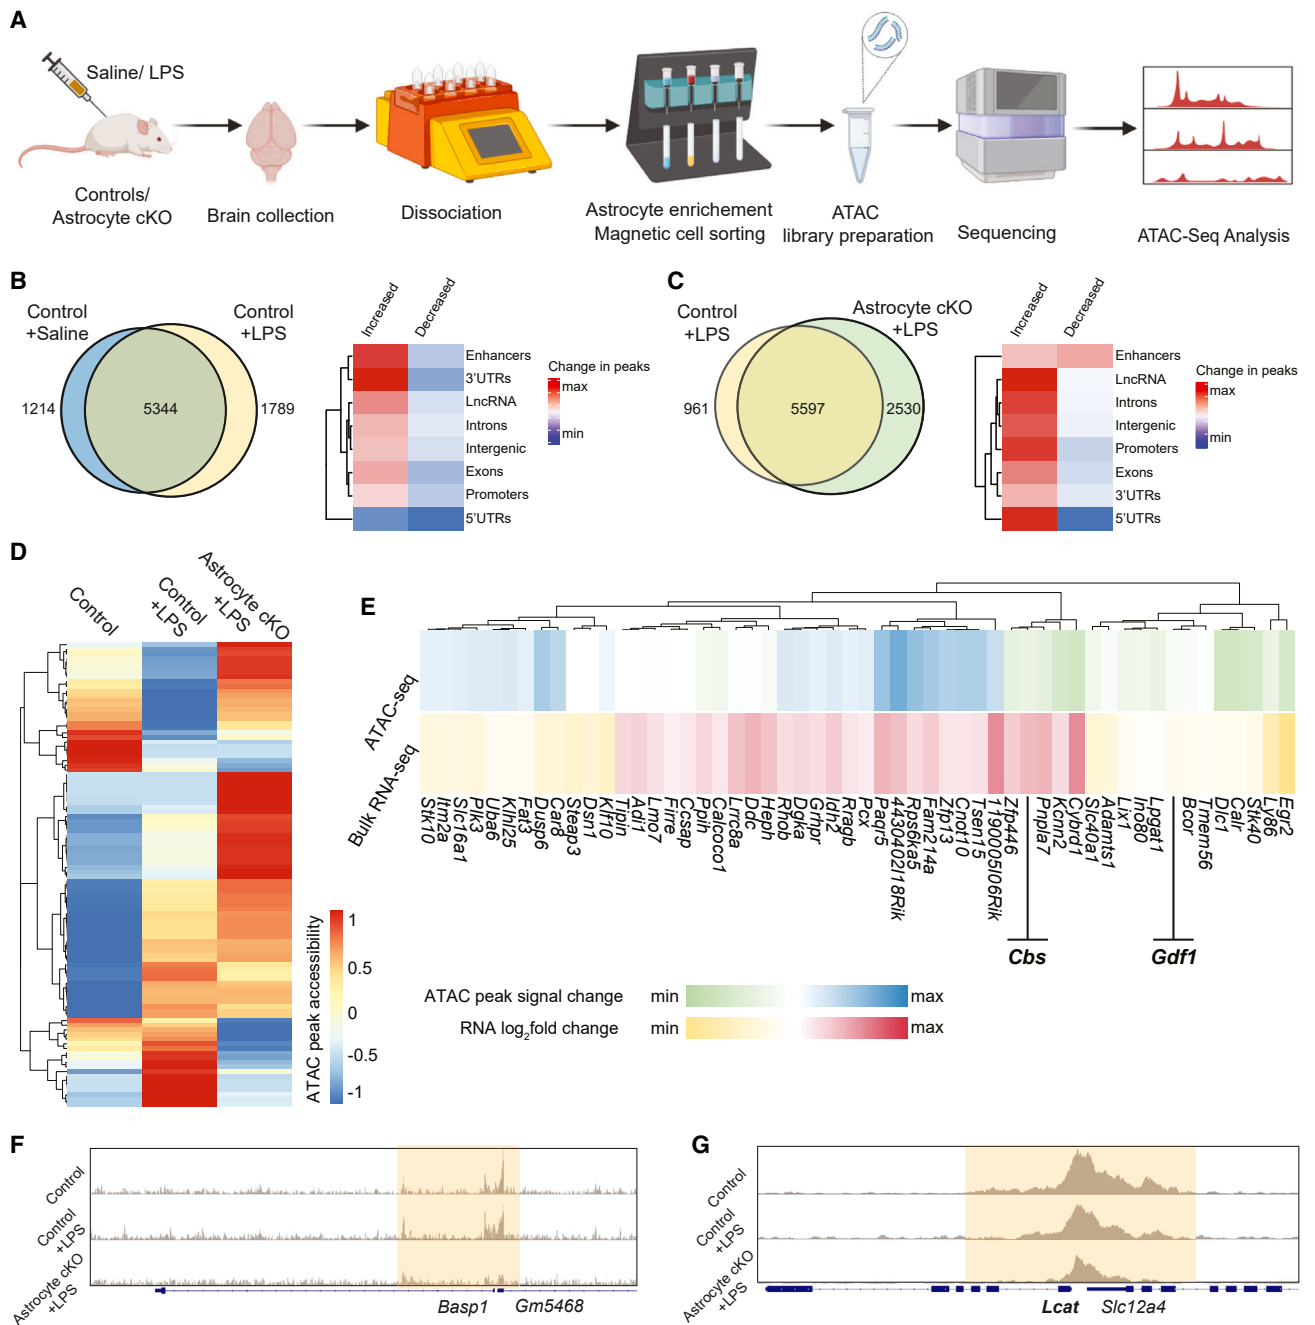 A
Saline/ LPS
Controls/
Astrocyte cKO
Brain collection
Dissociation
Astrocyte enrichement
Magnetic cell sorting
ATAC
library preparation
Sequencing
ATAC-Seq Analysis
B
Control
+Saline
Control
+LPS
1214
5344
1789
Increased
Decreased
Enhancers
3'UTRs
LncRNA
Introns
Intergenic
Exons
Promoters
5'UTRs
Change in peaks
max
min
C
Control
+LPS
Astrocyte cKO
+LPS
961
5597
2530
Increased
Decreased
Enhancers
LncRNA
Introns
Intergenic
Promoters
Exons
3'UTRs
5'UTRs
Change in peaks
max
min
D
Control
Control
+LPS
Astrocyte cKO
+LPS
ATAC peak accessibility
1
0.5
0
-0.5
-1
E
ATAC-seq
Bulk RNA-seq
Stk10
Itm2a
Slc16a1
Plk3
Uba6
Klhl25
Fat3
Dusp6
Car8
Steap3
Dsn1
Klf10
Tipin
Adi1
Lmo7
Firre
Ccsap
Ppih
Calcoco1
Lrrc8a
Ddc
Heph
Rhob
Dgka
Grhpr
Idh2
Rragb
Pcx
Paqr5
4430402I18Rik
Rps6ka5
Fam214a
Zfp13
Cnot10
Tsen15
1190005I06Rik
Zfp446
Cbs
Pnpla7
Kcnn2
Cybrd1
Slc40a1
Adamts1
Lix1
Ino80
Lpgat1
Gdf1
Bcor
Tmem56
Dlc1
Calr
Stk40
Ly86
Egr2
ATAC peak signal change
min
max
RNA log2fold change
min
max
F
Control
Control
+LPS
Astrocyte cKO
+LPS
Basp1
Gm5468
G
Control
Control
+LPS
Astrocyte cKO
+LPS
Lcat
Slc12a4